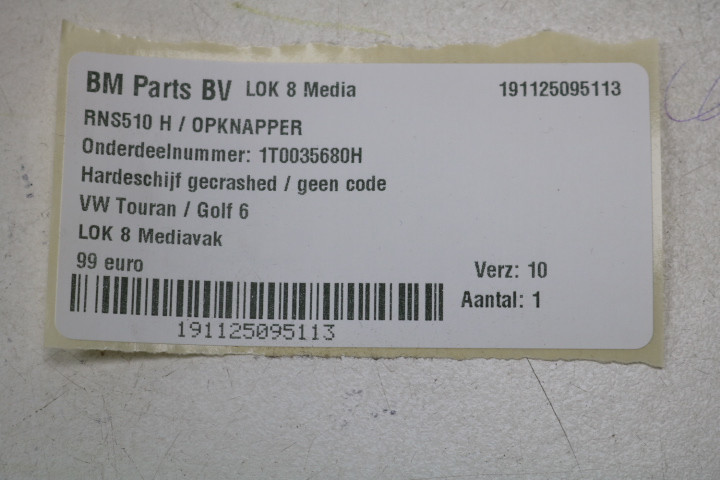 BM Parts BV LOK 8 Media 191125095113
RNS510 H / OPKNAPPER
Onderdeelnummer: 1T0035680H
Hardeschijf gecrashed / geen code
VW Touran / Golf 6
LOK 8 Mediavak
99 euro Verz: 10
Aantal: 1
191125095113